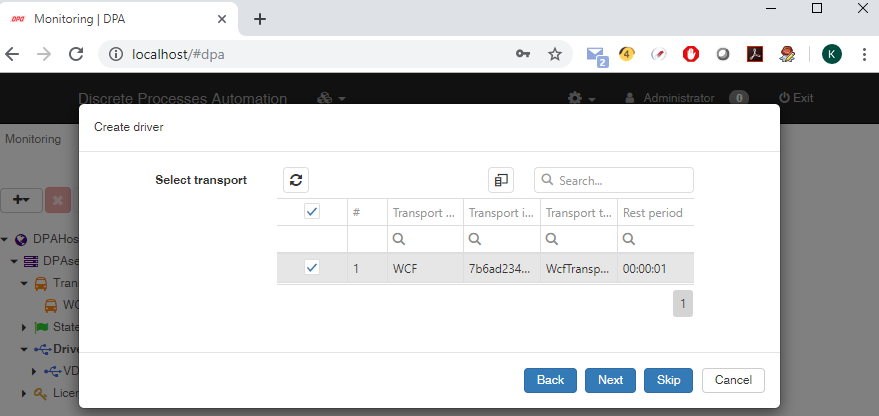 DPA Monitoring | DPA
localhost/#dpa
2
4
K
Discrete Processes Automation
Administrator 0 Exit
Create driver
Monitoring
Select transport
Search...
# Transport ... Transport i... Transport t... Rest period
1 WCF 7b6ad234... WcfTransp... 00:00:01
1
DPAHos
DPAse
Tran
WC
State
Drive
VD
Licen
Back Next Skip Cancel